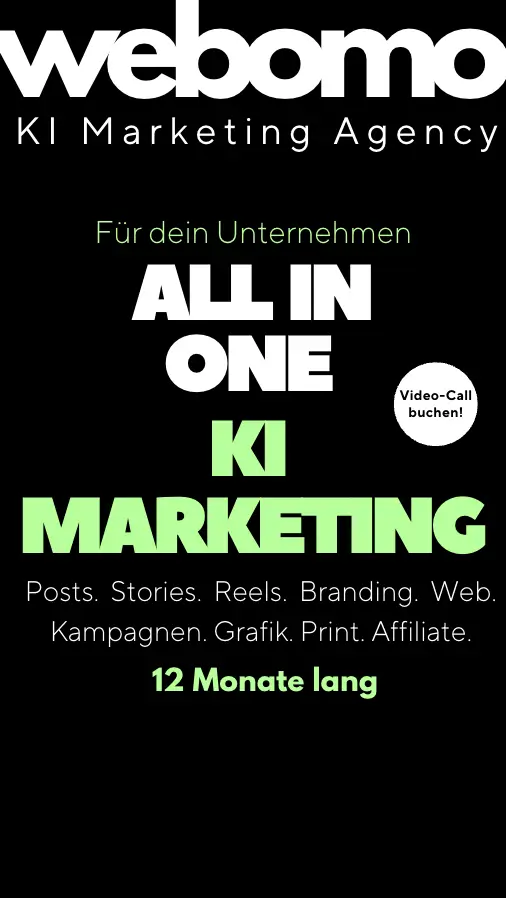 webomo
KI Marketing Agency
Für dein Unternehmen
ALL IN
ONE
Video-Call
buchen!
KI
MARKETING
Posts. Stories. Reels. Branding. Web.
Kampagnen. Grafik. Print. Affiliate.
12 Monate lang